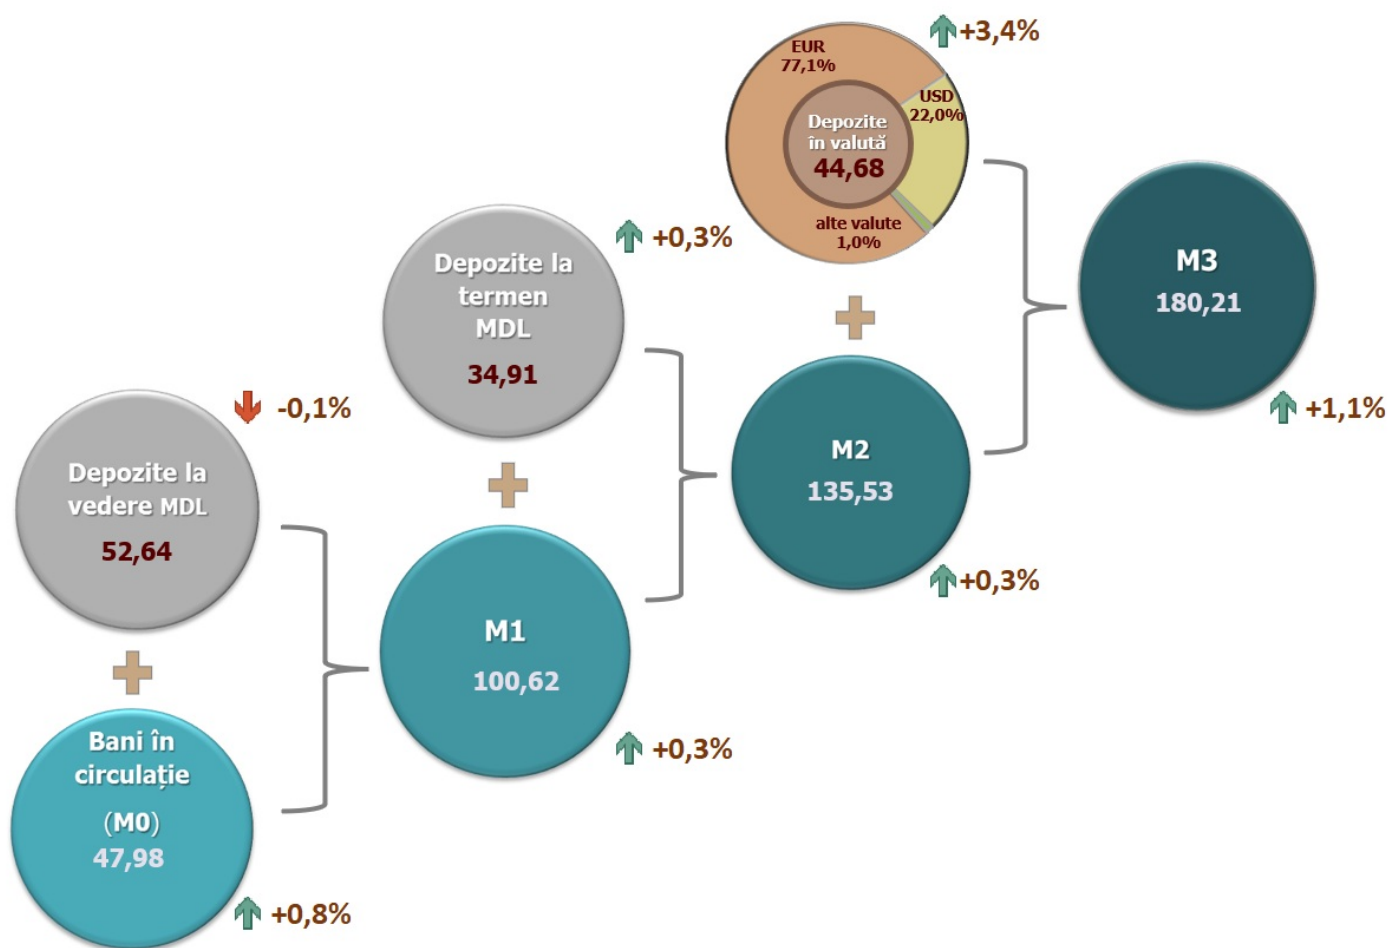 EUR
77,1%
USD
22,0%
Depozite
în valută
44,68
alte valute
1,0%
+3,4%
Depozite la
termen
MDL
34,91
+0,3%
M3
180,21
+1,1%
Depozite la
vedere MDL
52,64
-0,1%
M2
135,53
+0,3%
M1
100,62
+0,3%
Bani în
circulație
(M0)
47,98
+0,8%